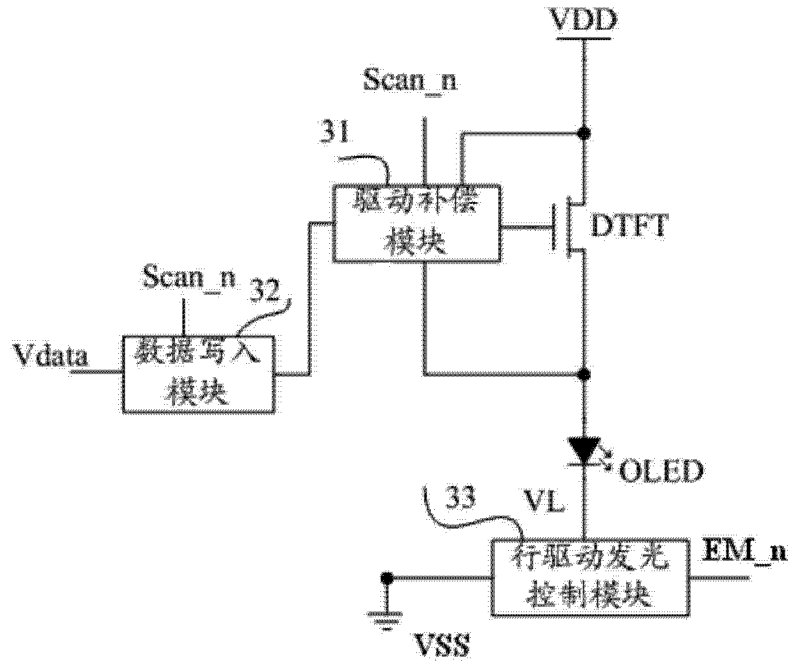 VDD
Scan_n
31
驱动补偿
模块
DTFT
Scan_n
32
Vdata
数据写入
模块
OLED
33
VL
行驱动发光
控制模块
EM_n
VSS